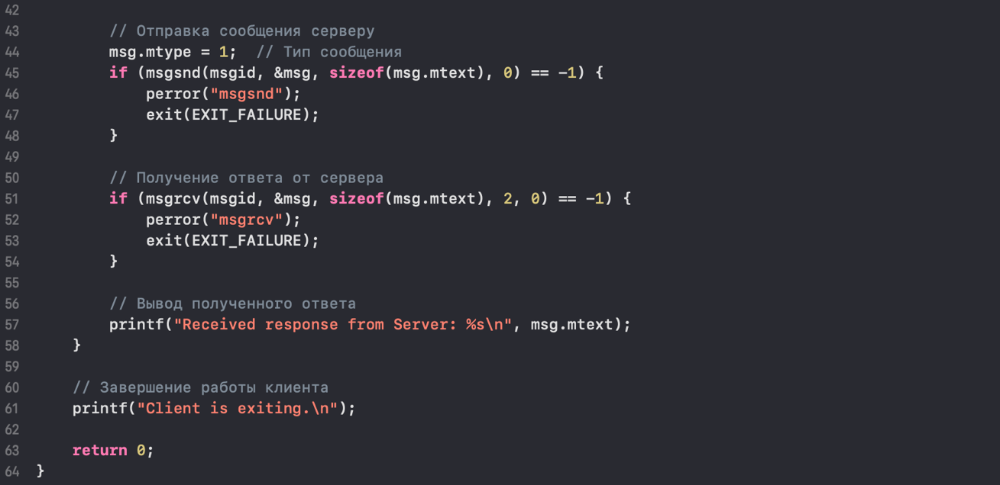 42
43 // Отправка сообщения серверу
44 msg.mtype = 1;  // Тип сообщения
45 if (msgsnd(msgid, &msg, sizeof(msg.mtext), 0) == -1) {
46 perror("msgsnd");
47 exit(EXIT_FAILURE);
48 }
49
50 // Получение ответа от сервера
51 if (msgrcv(msgid, &msg, sizeof(msg.mtext), 2, 0) == -1) {
52 perror("msgrcv");
53 exit(EXIT_FAILURE);
54 }
55
56 // Вывод полученного ответа
57 printf("Received response from Server: %s\n", msg.mtext);
58 }
59
60 // Завершение работы клиента
61 printf("Client is exiting.\n");
62
63 return 0;
64 }